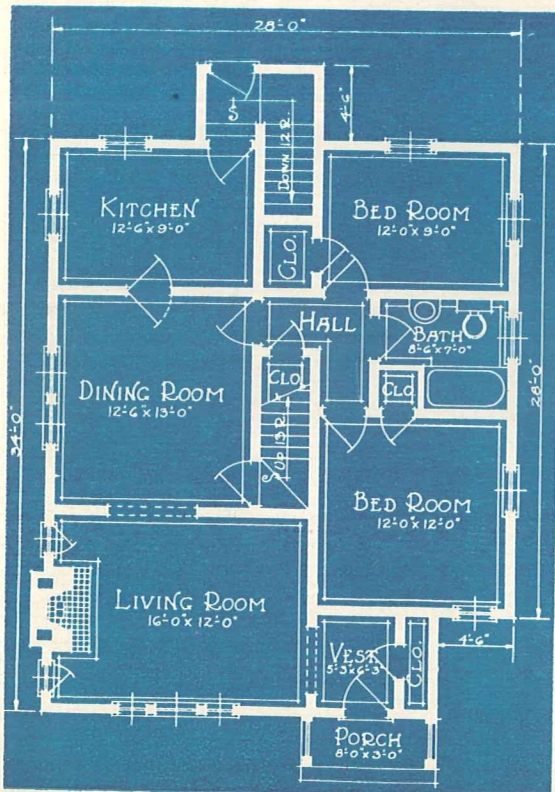 28'-0"
4'-6"
DOWN 12 R.
KITCHEN
12'-6"x9'-0"
BED ROOM
12'-0"x9'-0"
CLO.
HALL
BATH
8'-6"x7'-0"
CLO.
DINING ROOM
12'-6"x13'-0"
CLO.
UP 13 R.
34'-0"
28'-0"
BED ROOM
12'-0"x12'-0"
LIVING ROOM
16'-0"x12'-0"
VEST.
5'-3"x6'-3"
CLO.
4'-6"
PORCH
8'-0"x3'-0"